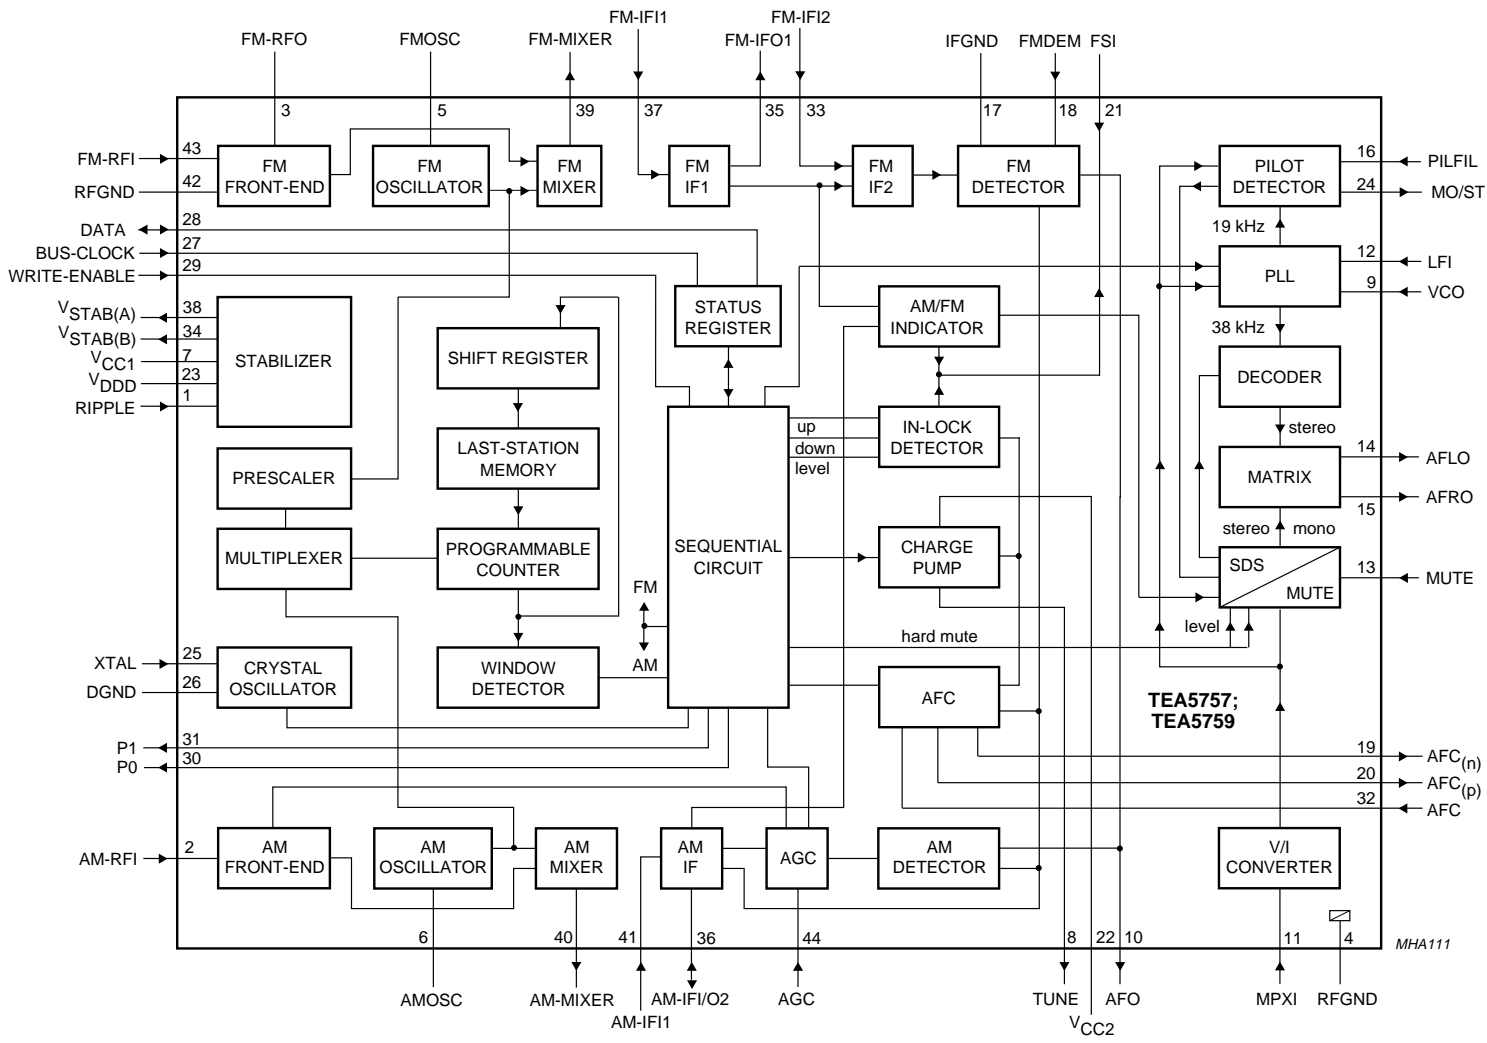 FM-IFI1
FM-IFI2
FM-RFO
FMOSC
FM-MIXER
FM-IFO1
IFGND
FMDEM
FSI
3
5
39
37
35
33
17
18
21
FM-RFI
43
RFGND
42
FM
FRONT-END
FM
OSCILLATOR
FM
MIXER
FM
IF1
FM
IF2
FM
DETECTOR
PILOT
DETECTOR
16
PILFIL
24
MO/ST
19 kHz
DATA
28
BUS-CLOCK
27
WRITE-ENABLE
29
PLL
12
LFI
9
VCO
38 kHz
VSTAB(A)
38
VSTAB(B)
34
VCC1
7
VDDD
23
RIPPLE
1
STABILIZER
SHIFT REGISTER
STATUS
REGISTER
AM/FM
INDICATOR
DECODER
stereo
LAST-STATION
MEMORY
up
down
level
IN-LOCK
DETECTOR
MATRIX
14
AFLO
AFRO
15
PRESCALER
MULTIPLEXER
PROGRAMMABLE
COUNTER
SEQUENTIAL
CIRCUIT
CHARGE
PUMP
stereo
mono
SDS
MUTE
13
MUTE
FM
AM
hard mute
level
XTAL
25
DGND
26
CRYSTAL
OSCILLATOR
WINDOW
DETECTOR
AFC
TEA5757;
TEA5759
P1
31
P0
30
19
AFC(n)
20
AFC(p)
32
AFC
AM-RFI
2
AM
FRONT-END
AM
OSCILLATOR
AM
MIXER
AM
IF
AGC
AM
DETECTOR
V/I
CONVERTER
6
40
41
36
44
8
22
10
11
4
MHA111
AMOSC
AM-MIXER
AM-IFI/O2
AGC
TUNE
AFO
MPXI
RFGND
AM-IFI1
VCC2